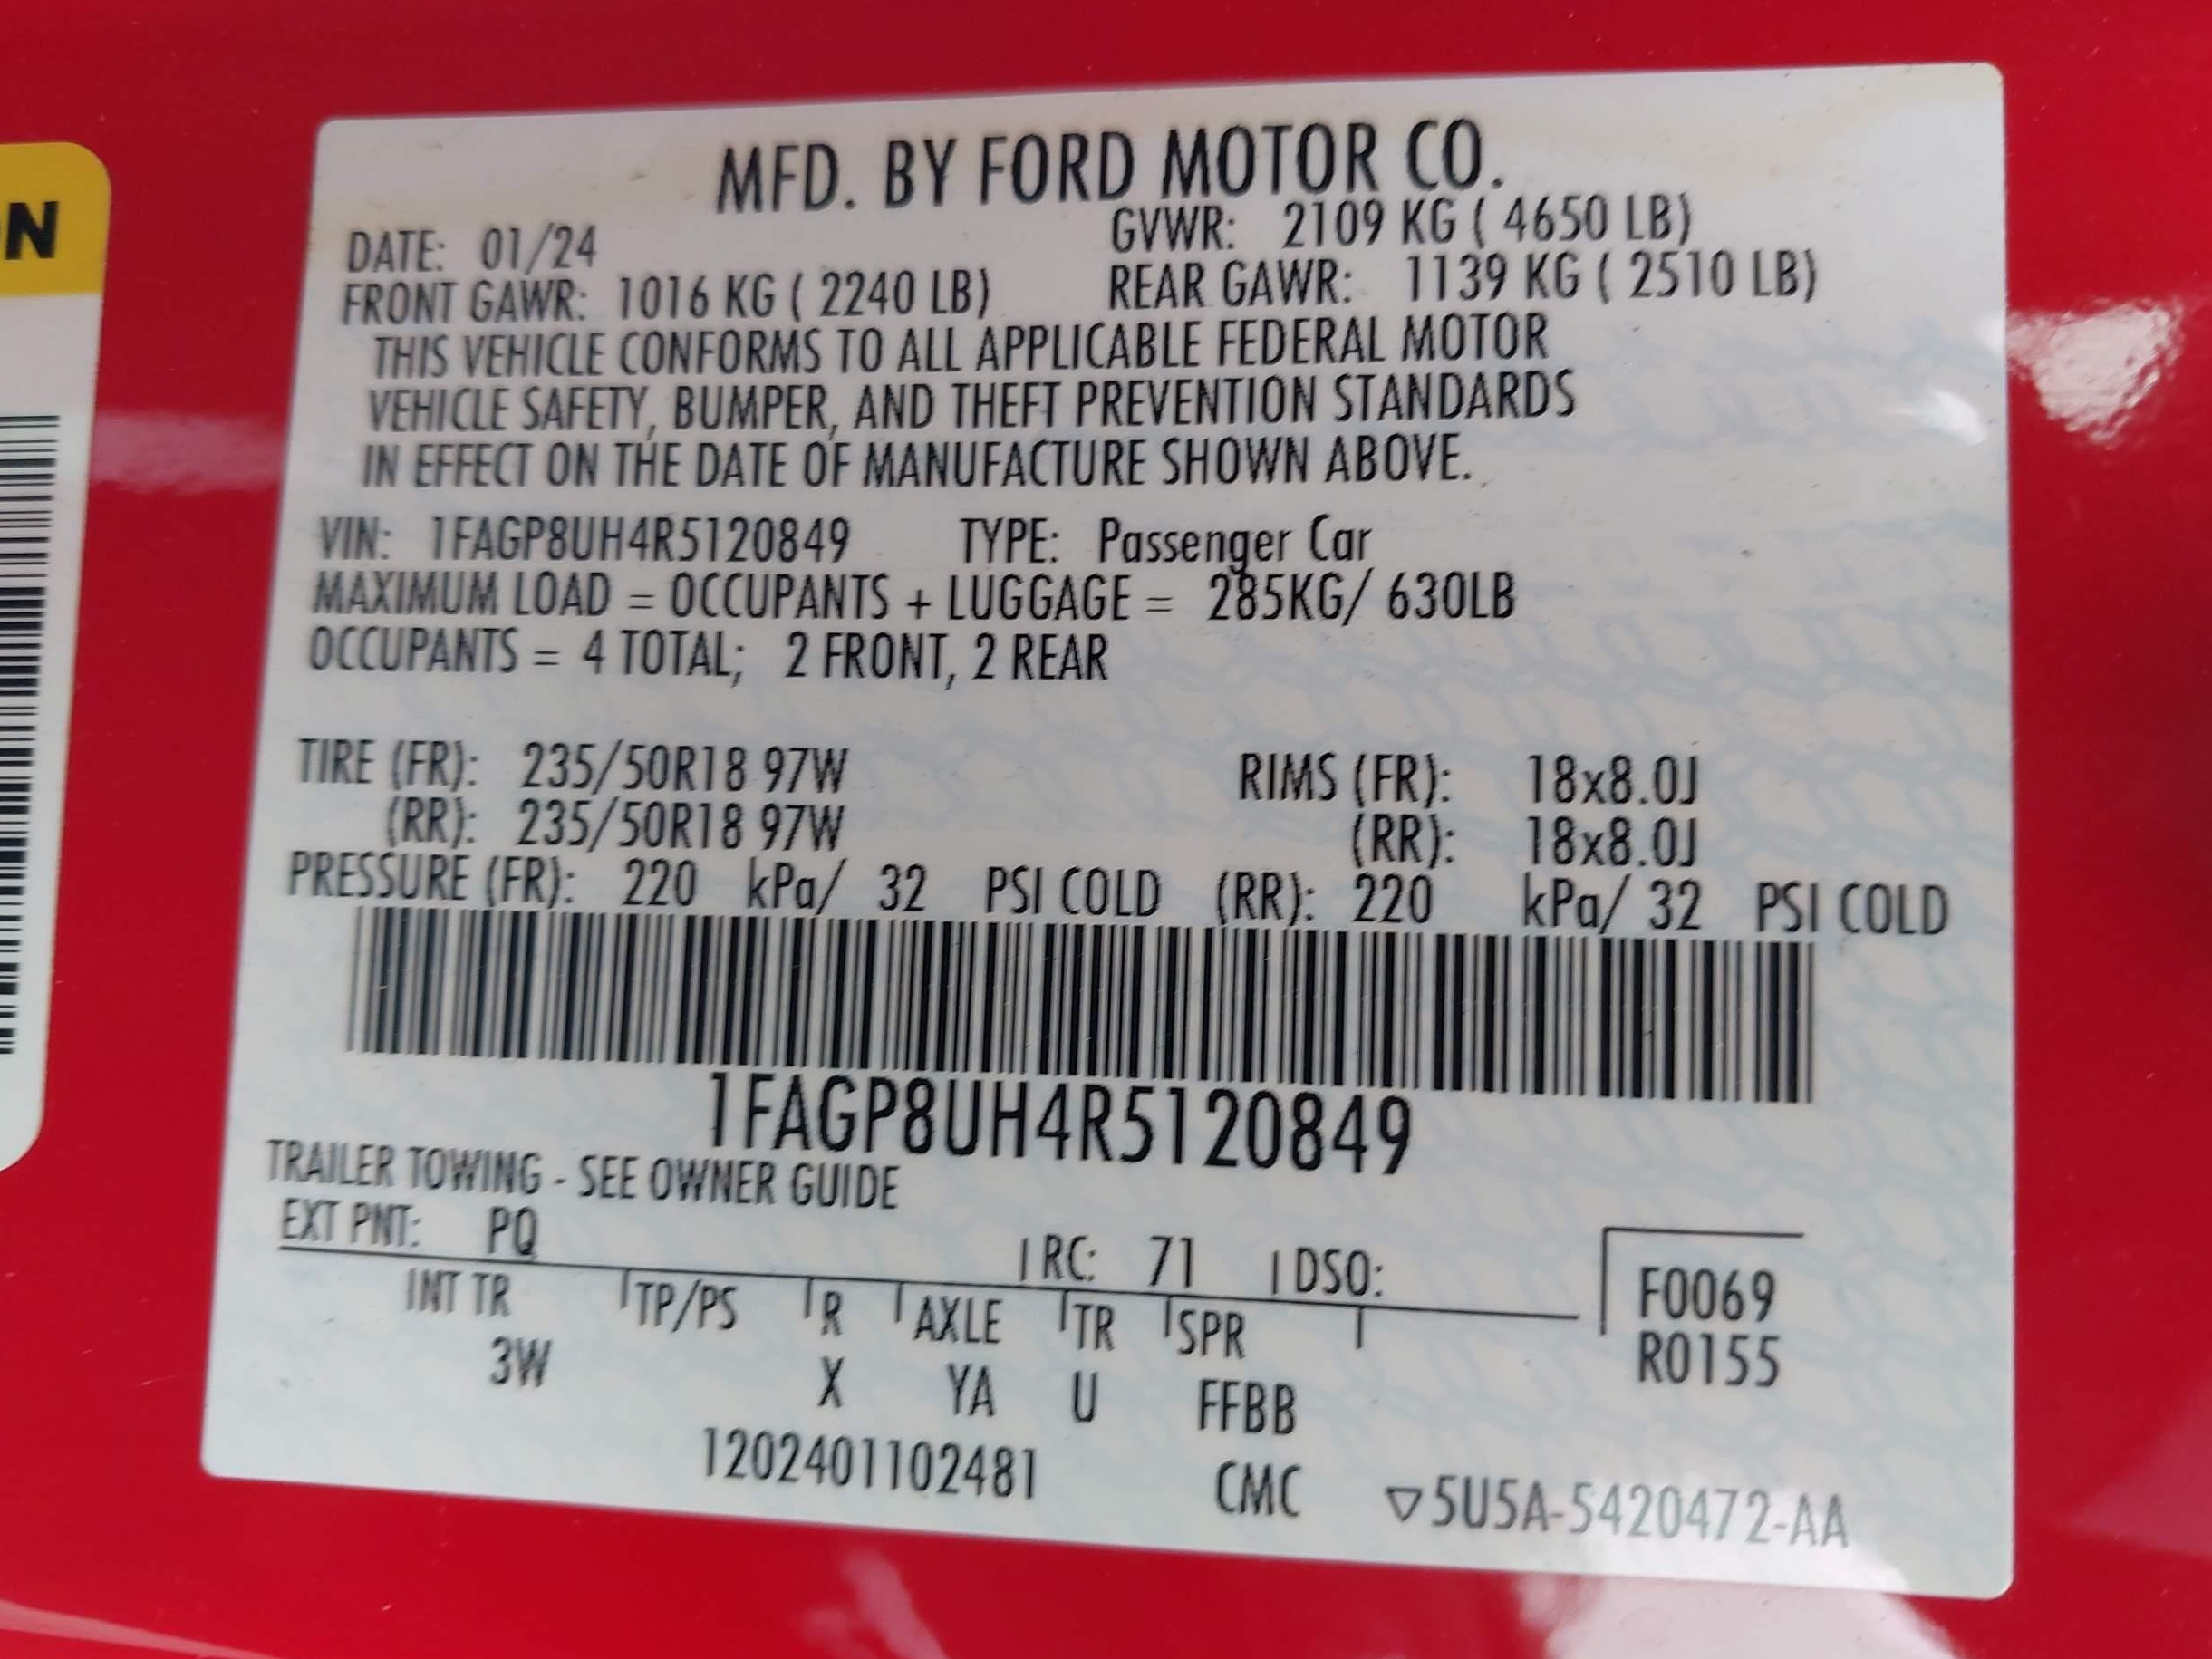 N
MFD. BY FORD MOTOR CO.
DATE: 01/24 GVWR: 2109 KG ( 4650 LB)
FRONT GAWR: 1016 KG ( 2240 LB) REAR GAWR: 1139 KG ( 2510 LB)
THIS VEHICLE CONFORMS TO ALL APPLICABLE FEDERAL MOTOR
VEHICLE SAFETY, BUMPER, AND THEFT PREVENTION STANDARDS
IN EFFECT ON THE DATE OF MANUFACTURE SHOWN ABOVE.
VIN: 1FAGP8UH4R5120849 TYPE: Passenger Car
MAXIMUM LOAD = OCCUPANTS + LUGGAGE = 285KG/ 630LB
OCCUPANTS = 4 TOTAL; 2 FRONT, 2 REAR
TIRE (FR): 235/50R18 97W RIMS (FR): 18x8.0J
(RR): 235/50R18 97W (RR): 18x8.0J
PRESSURE (FR): 220 kPa/ 32 PSI COLD (RR): 220 kPa/ 32 PSI COLD
1FAGP8UH4R5120849
TRAILER TOWING - SEE OWNER GUIDE
EXT PNT: PQ RC: 71 DSO: F0069
INT TR TP/PS R AXLE TR SPR R0155
3W X YA U FFBB
1202401102481 CMC ▽5U5A-5420472-AA